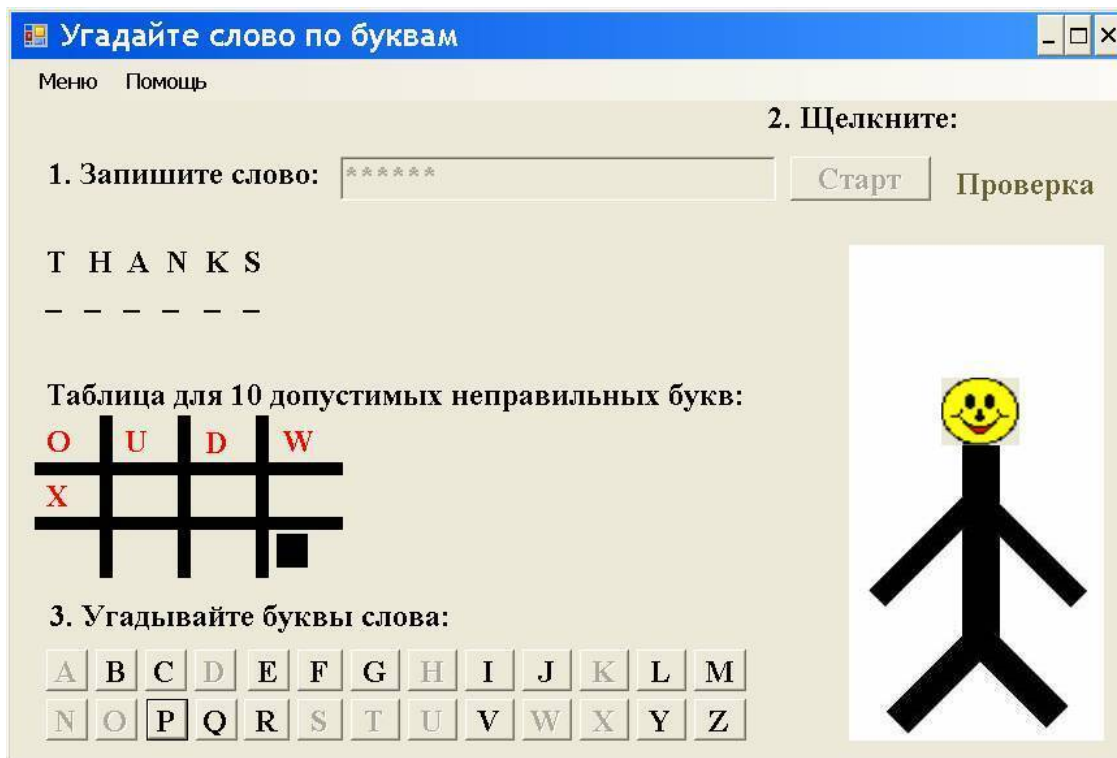 Угадайте слово по буквам
Меню Помощь
2. Щелкните:
1. Запишите слово: ****** Старт Проверка
T H A N K S
_ _ _ _ _ _
Таблица для 10 допустимых неправильных букв:
O U D W
X
3. Угадывайте буквы слова:
A B C D E F G H I J K L M
N O P Q R S T U V W X Y Z